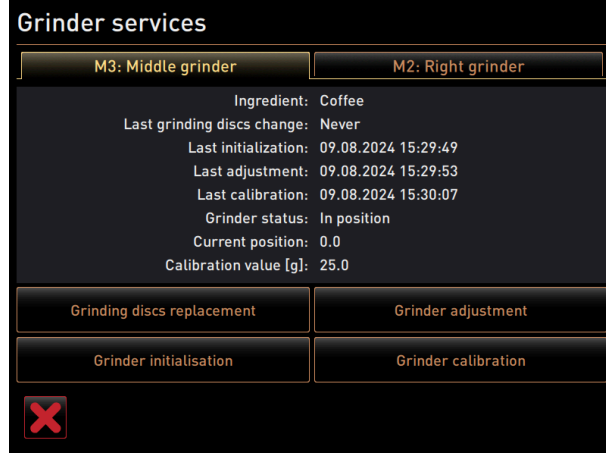 Grinder services
M3: Middle grinder
M2: Right grinder
Ingredient: Coffee
Last grinding discs change: Never
Last initialization: 09.08.2024 15:29:49
Last adjustment: 09.08.2024 15:29:53
Last calibration: 09.08.2024 15:30:07
Grinder status: In position
Current position: 0.0
Calibration value [g]: 25.0
Grinding discs replacement
Grinder adjustment
Grinder initialisation
Grinder calibration